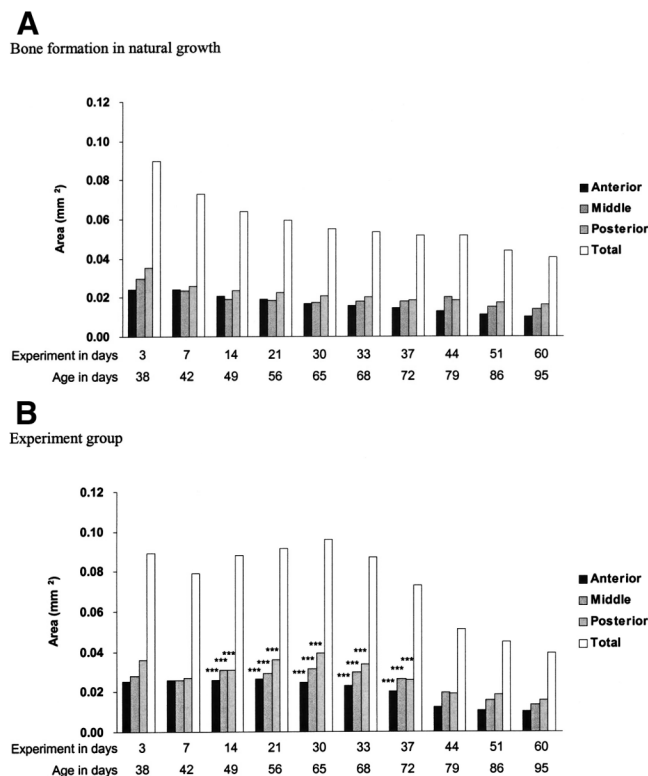 A
Bone formation in natural growth
0.12
0.10
0.08
0.06
0.04
0.02
0.00
Area (mm ²)
Anterior
Middle
Posterior
Total
Experiment in days 3 7 14 21 30 33 37 44 51 60
Age in days 38 42 49 56 65 68 72 79 86 95
B
Experiment group
0.12
0.10
0.08
0.06
0.04
0.02
0.00
Area (mm ²)
*** *** *** *** *** *** *** *** *** *** *** *** *** *** ***
Anterior
Middle
Posterior
Total
Experiment in days 3 7 14 21 30 33 37 44 51 60
Age in days 38 42 49 56 65 68 72 79 86 95